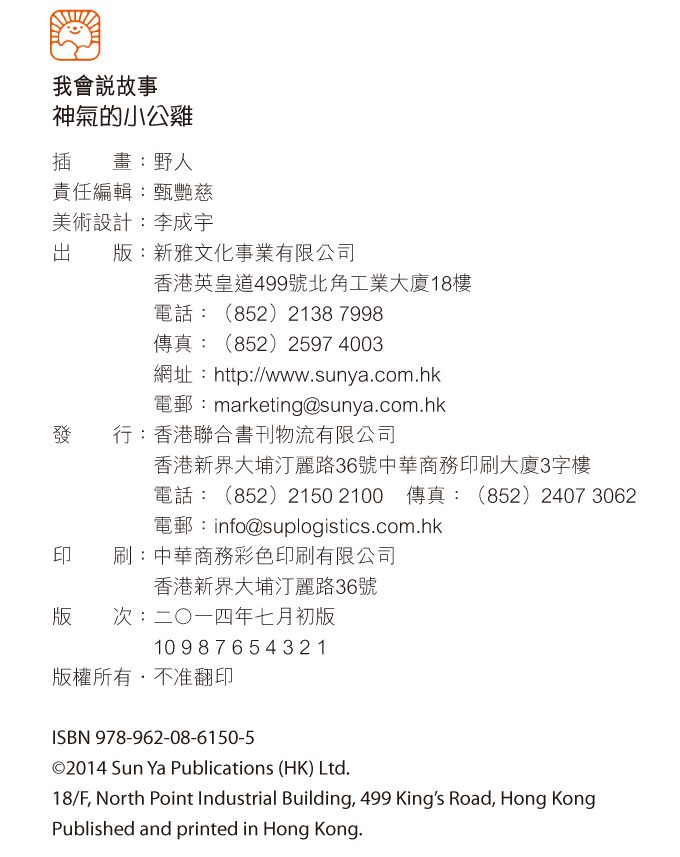 我會説故事
神氣的小公雞
插　　畫：野人
責任編輯：甄艷慈
美術設計：李成宇
出　　版：新雅文化事業有限公司
香港英皇道499號北角工業大廈18樓
電話：（852）2138 7998
傳真：（852）2597 4003
網址：http://www.sunya.com.hk
電郵：marketing@sunya.com.hk
發　　行：香港聯合書刊物流有限公司
香港新界大埔汀麗路36號中華商務印刷大廈3字樓
電話：（852）2150 2100　傳真：（852）2407 3062
電郵：info@suplogistics.com.hk
印　　刷：中華商務彩色印刷有限公司
香港新界大埔汀麗路36號
版　　次：二〇一四年七月初版
10 9 8 7 6 5 4 3 2 1
版權所有・不准翻印
ISBN 978-962-08-6150-5
©2014 Sun Ya Publications (HK) Ltd.
18/F, North Point Industrial Building, 499 King’s Road, Hong Kong
Published and printed in Hong Kong.